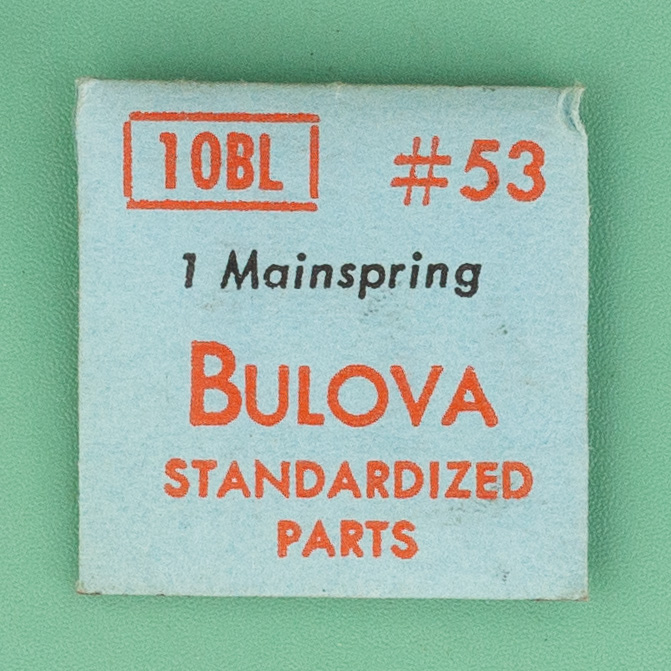 10BL #53
1 Mainspring
BULOVA
STANDARDIZED
PARTS